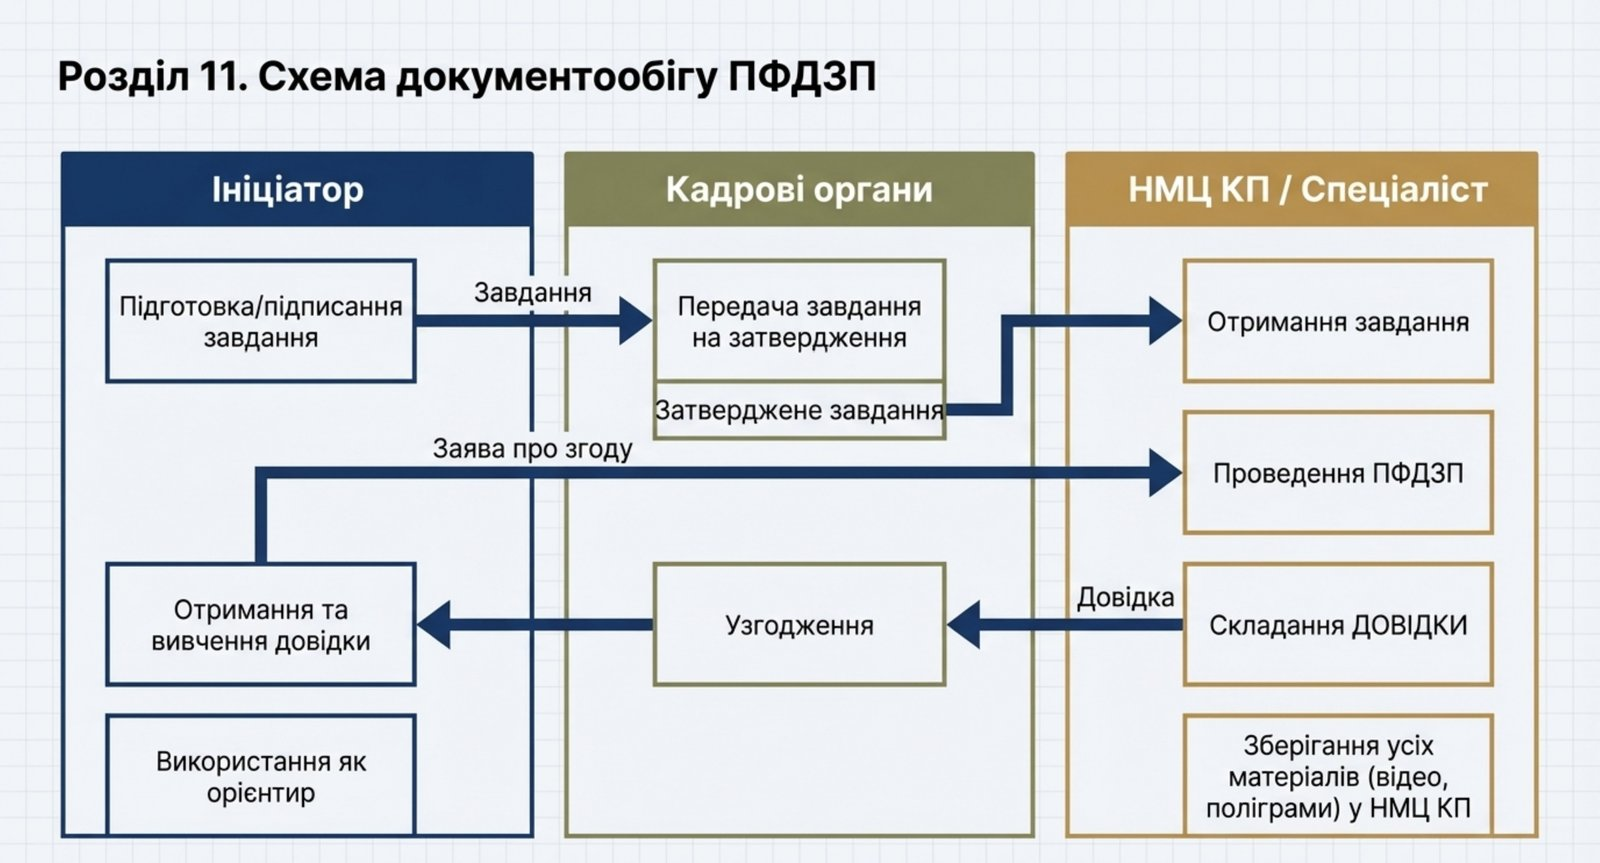 Розділ 11. Схема документообігу ПФДЗП
Ініціатор
Кадрові органи
НМЦ КП / Спеціаліст
Підготовка/підписання
завдання
Завдання
Передача завдання
на затвердження
Затверджене завдання
Отримання завдання
Заява про згоду
Проведення ПФДЗП
Отримання та
вивчення довідки
Узгодження
Довідка
Складання ДОВІДКИ
Використання як
орієнтир
Зберігання усіх
матеріалів (відео,
поліграми) у НМЦ КП